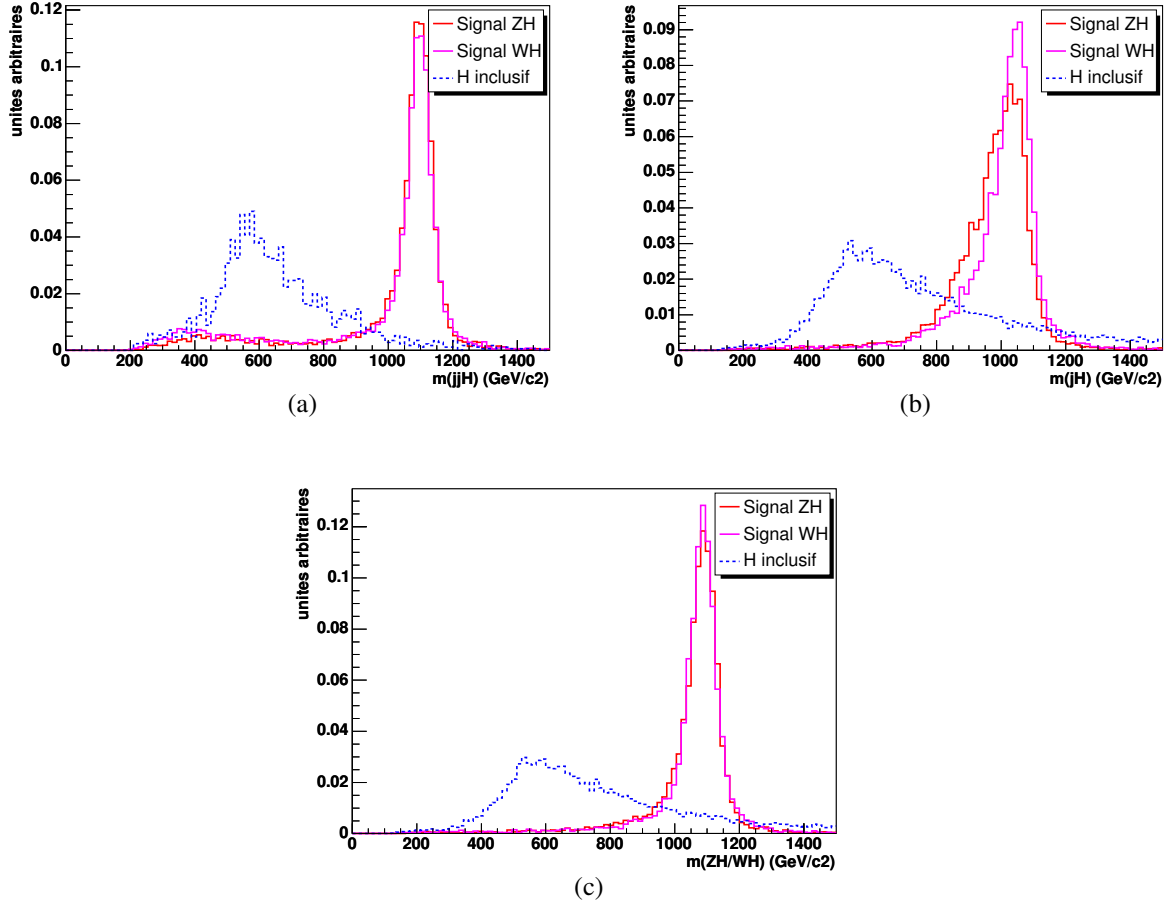 unites arbitraires
0.12
0.1
0.08
0.06
0.04
0.02
0
0 200 400 600 800 1000 1200 1400
m(jjH) (GeV/c2)
Signal ZH
Signal WH
H inclusif
(a)
unites arbitraires
0.09
0.08
0.07
0.06
0.05
0.04
0.03
0.02
0.01
0
0 200 400 600 800 1000 1200 1400
m(jH) (GeV/c2)
Signal ZH
Signal WH
H inclusif
(b)
unites arbitraires
0.12
0.1
0.08
0.06
0.04
0.02
0
0 200 400 600 800 1000 1200 1400
m(ZH/WH) (GeV/c2)
Signal ZH
Signal WH
H inclusif
(c)